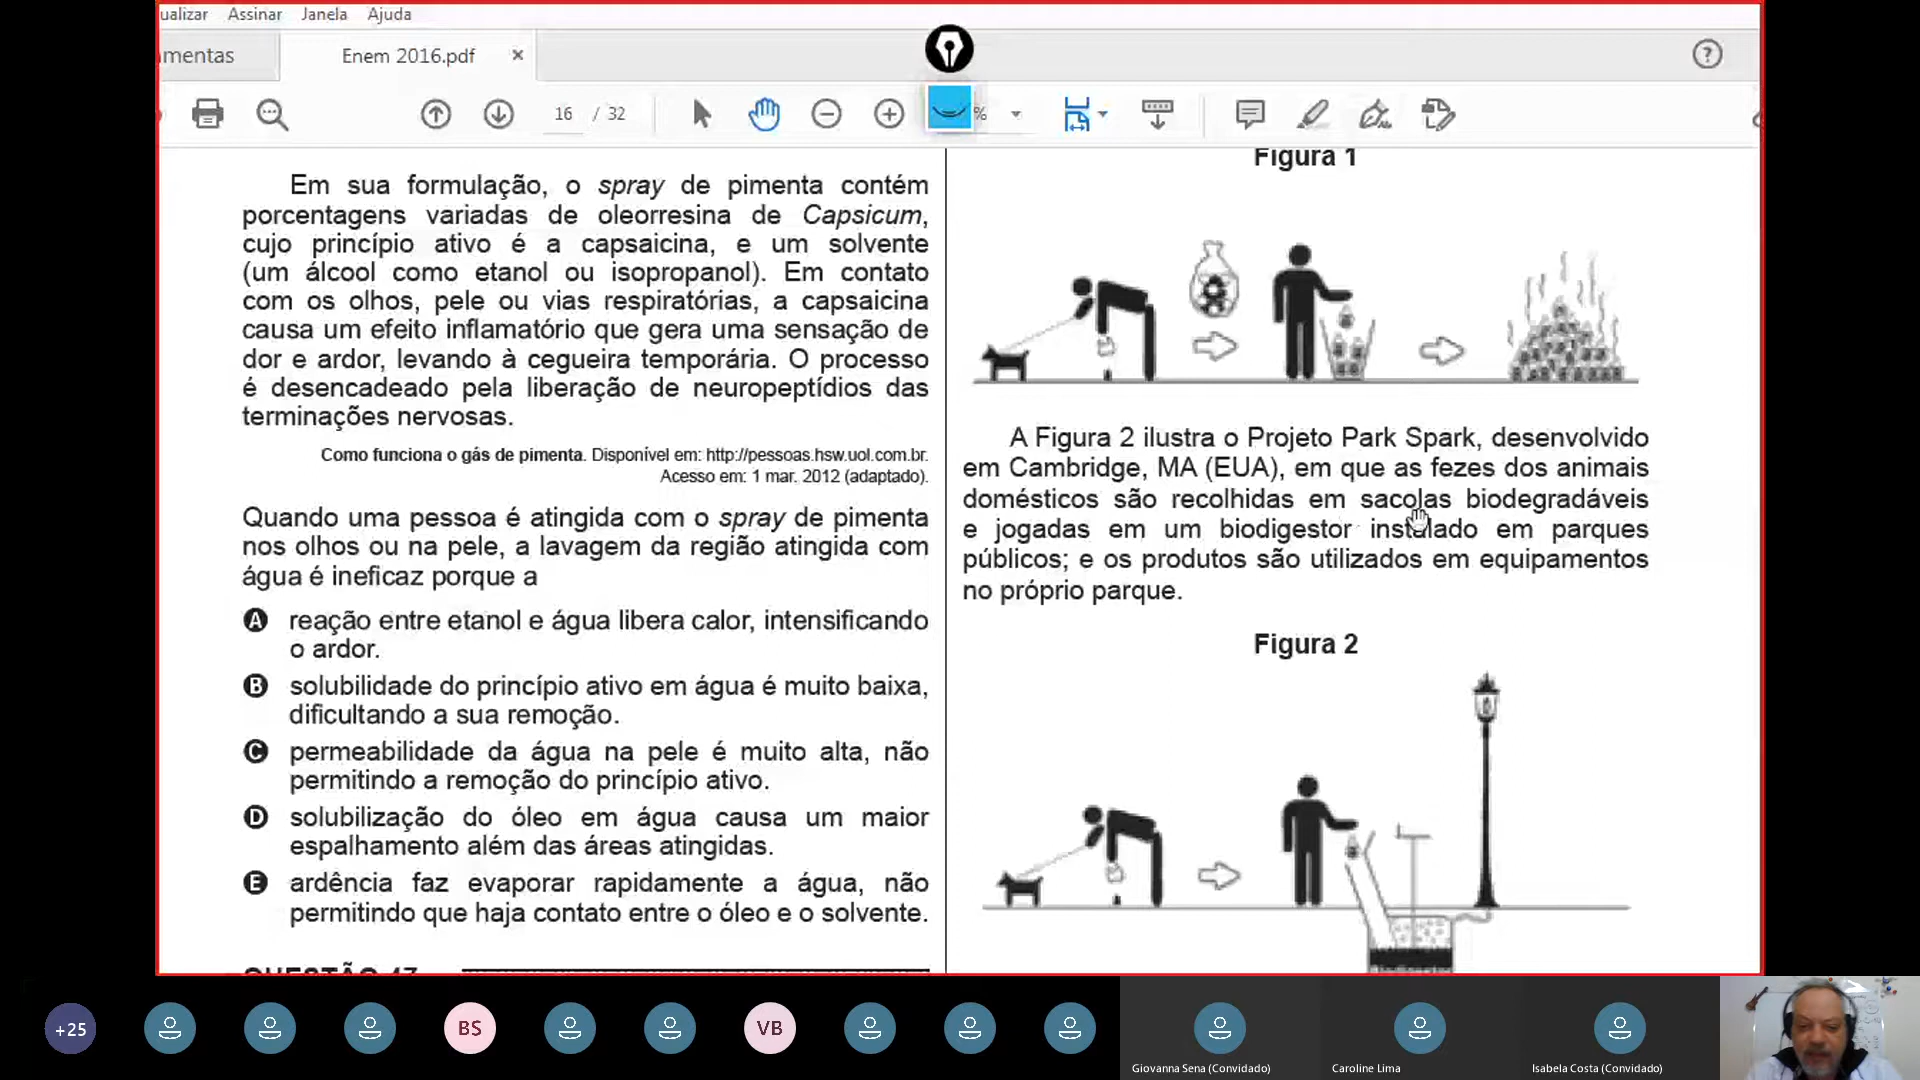 ualizar Assinar Janela Ajuda
mentas Enem 2016.pdf ×
16 / 32 %
Em sua formulação, o spray de pimenta contém
porcentagens variadas de oleorresina de Capsicum,
cujo princípio ativo é a capsaicina, e um solvente
(um álcool como etanol ou isopropanol). Em contato
com os olhos, pele ou vias respiratórias, a capsaicina
causa um efeito inflamatório que gera uma sensação de
dor e ardor, levando à cegueira temporária. O processo
é desencadeado pela liberação de neuropeptídios das
terminações nervosas.
Como funciona o gás de pimenta. Disponível em: http://pessoas.hsw.uol.com.br.
Acesso em: 1 mar. 2012 (adaptado).
Quando uma pessoa é atingida com o spray de pimenta
nos olhos ou na pele, a lavagem da região atingida com
água é ineficaz porque a
A reação entre etanol e água libera calor, intensificando
o ardor.
B solubilidade do princípio ativo em água é muito baixa,
dificultando a sua remoção.
C permeabilidade da água na pele é muito alta, não
permitindo a remoção do princípio ativo.
D solubilização do óleo em água causa um maior
espalhamento além das áreas atingidas.
E ardência faz evaporar rapidamente a água, não
permitindo que haja contato entre o óleo e o solvente.
QUESTÃO 47
Figura 1
A Figura 2 ilustra o Projeto Park Spark, desenvolvido
em Cambridge, MA (EUA), em que as fezes dos animais
domésticos são recolhidas em sacolas biodegradáveis
e jogadas em um biodigestor instalado em parques
públicos; e os produtos são utilizados em equipamentos
no próprio parque.
Figura 2
+25 BS VB
Giovanna Sena (Convidado) Caroline Lima Isabela Costa (Convidado)